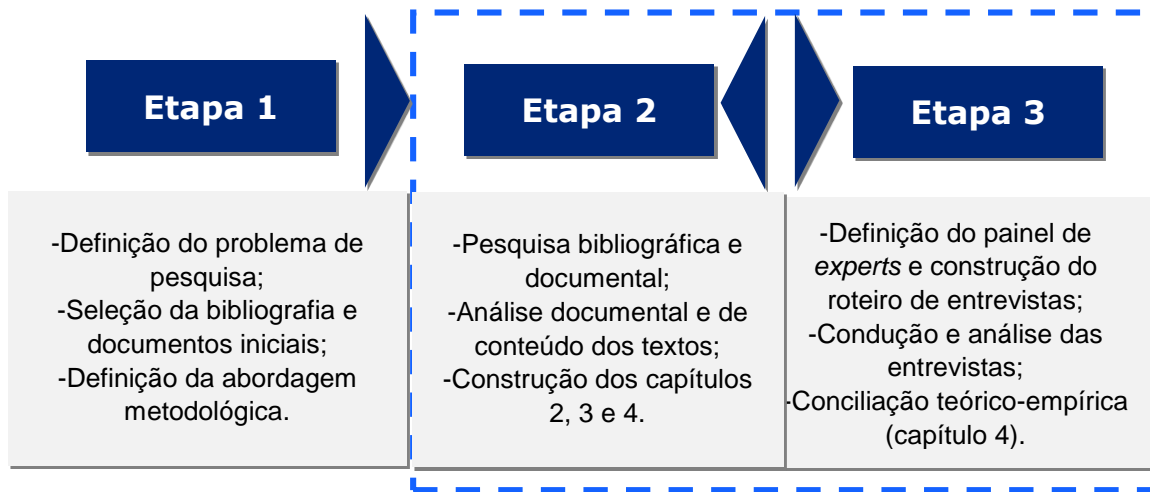 Etapa 1
-Definição do problema de
pesquisa;
-Seleção da bibliografia e
documentos iniciais;
-Definição da abordagem
metodológica.
Etapa 2
-Pesquisa bibliográfica e
documental;
-Análise documental e de
conteúdo dos textos;
-Construção dos capítulos
2, 3 e 4.
Etapa 3
-Definição do painel de
experts e construção do
roteiro de entrevistas;
-Condução e análise das
entrevistas;
-Conciliação teórico-empírica
(capítulo 4).